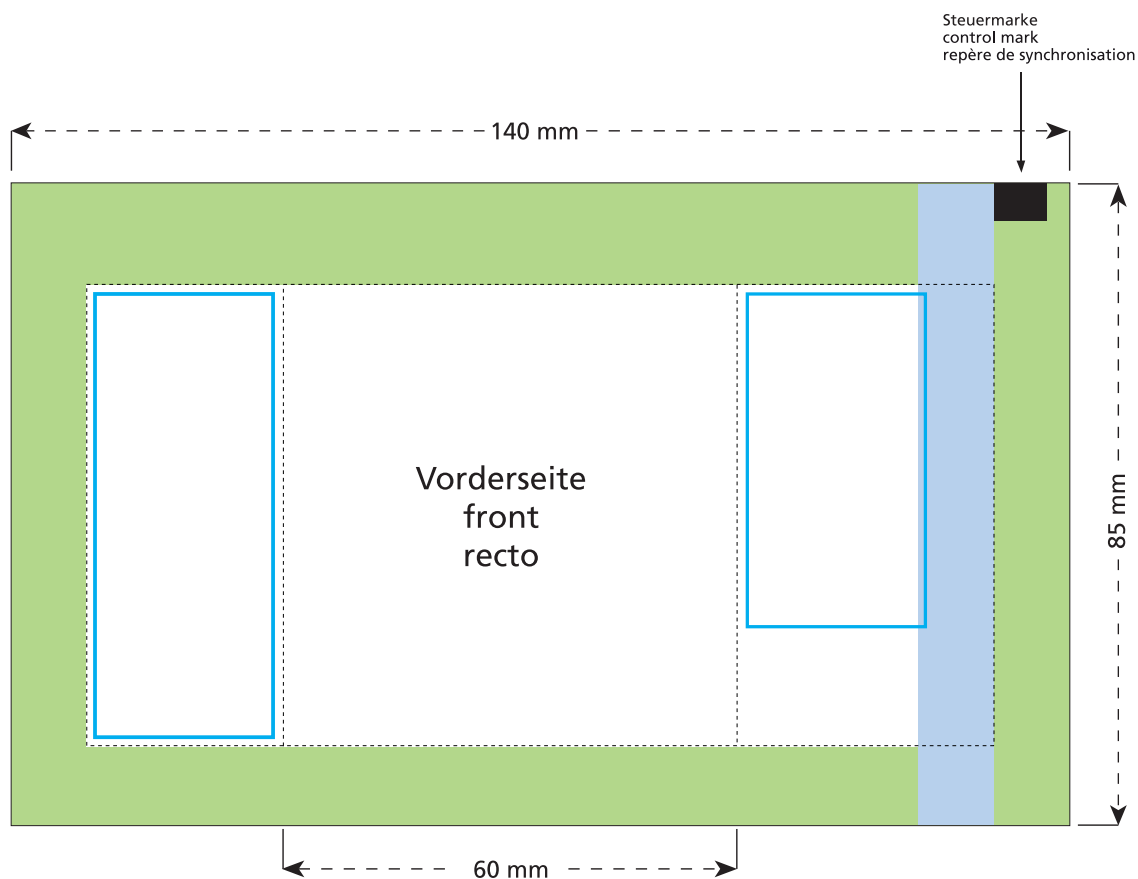 Steuermarke
control mark
repère de synchronisation
140 mm
Vorderseite
front
recto
85 mm
60 mm